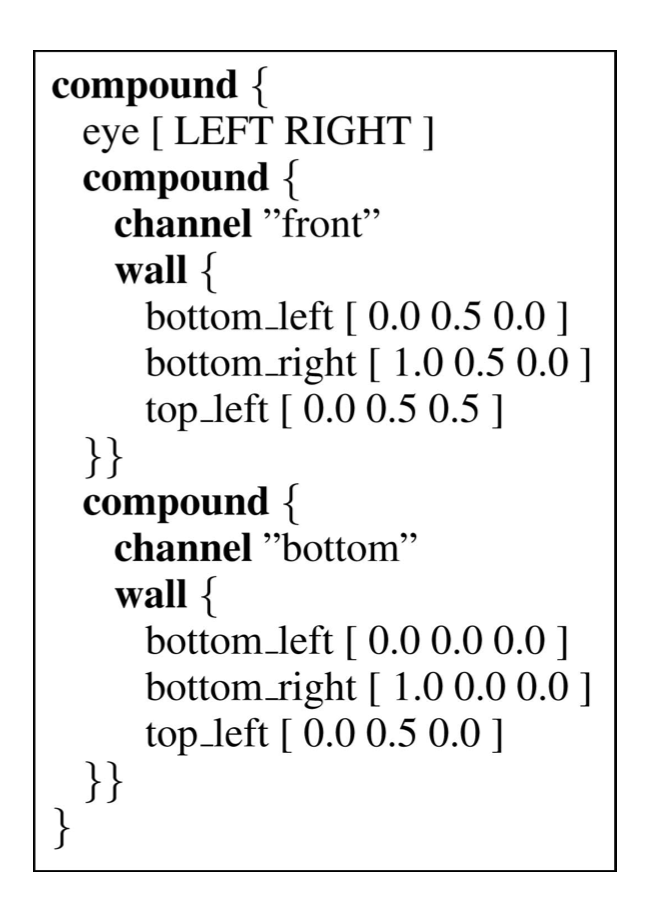 compound {
eye [ LEFT RIGHT ]
compound {
channel ”front”
wall {
bottom_left [ 0.0 0.5 0.0 ]
bottom_right [ 1.0 0.5 0.0 ]
top_left [ 0.0 0.5 0.5 ]
}}
compound {
channel ”bottom”
wall {
bottom_left [ 0.0 0.0 0.0 ]
bottom_right [ 1.0 0.0 0.0 ]
top_left [ 0.0 0.5 0.0 ]
}}
}